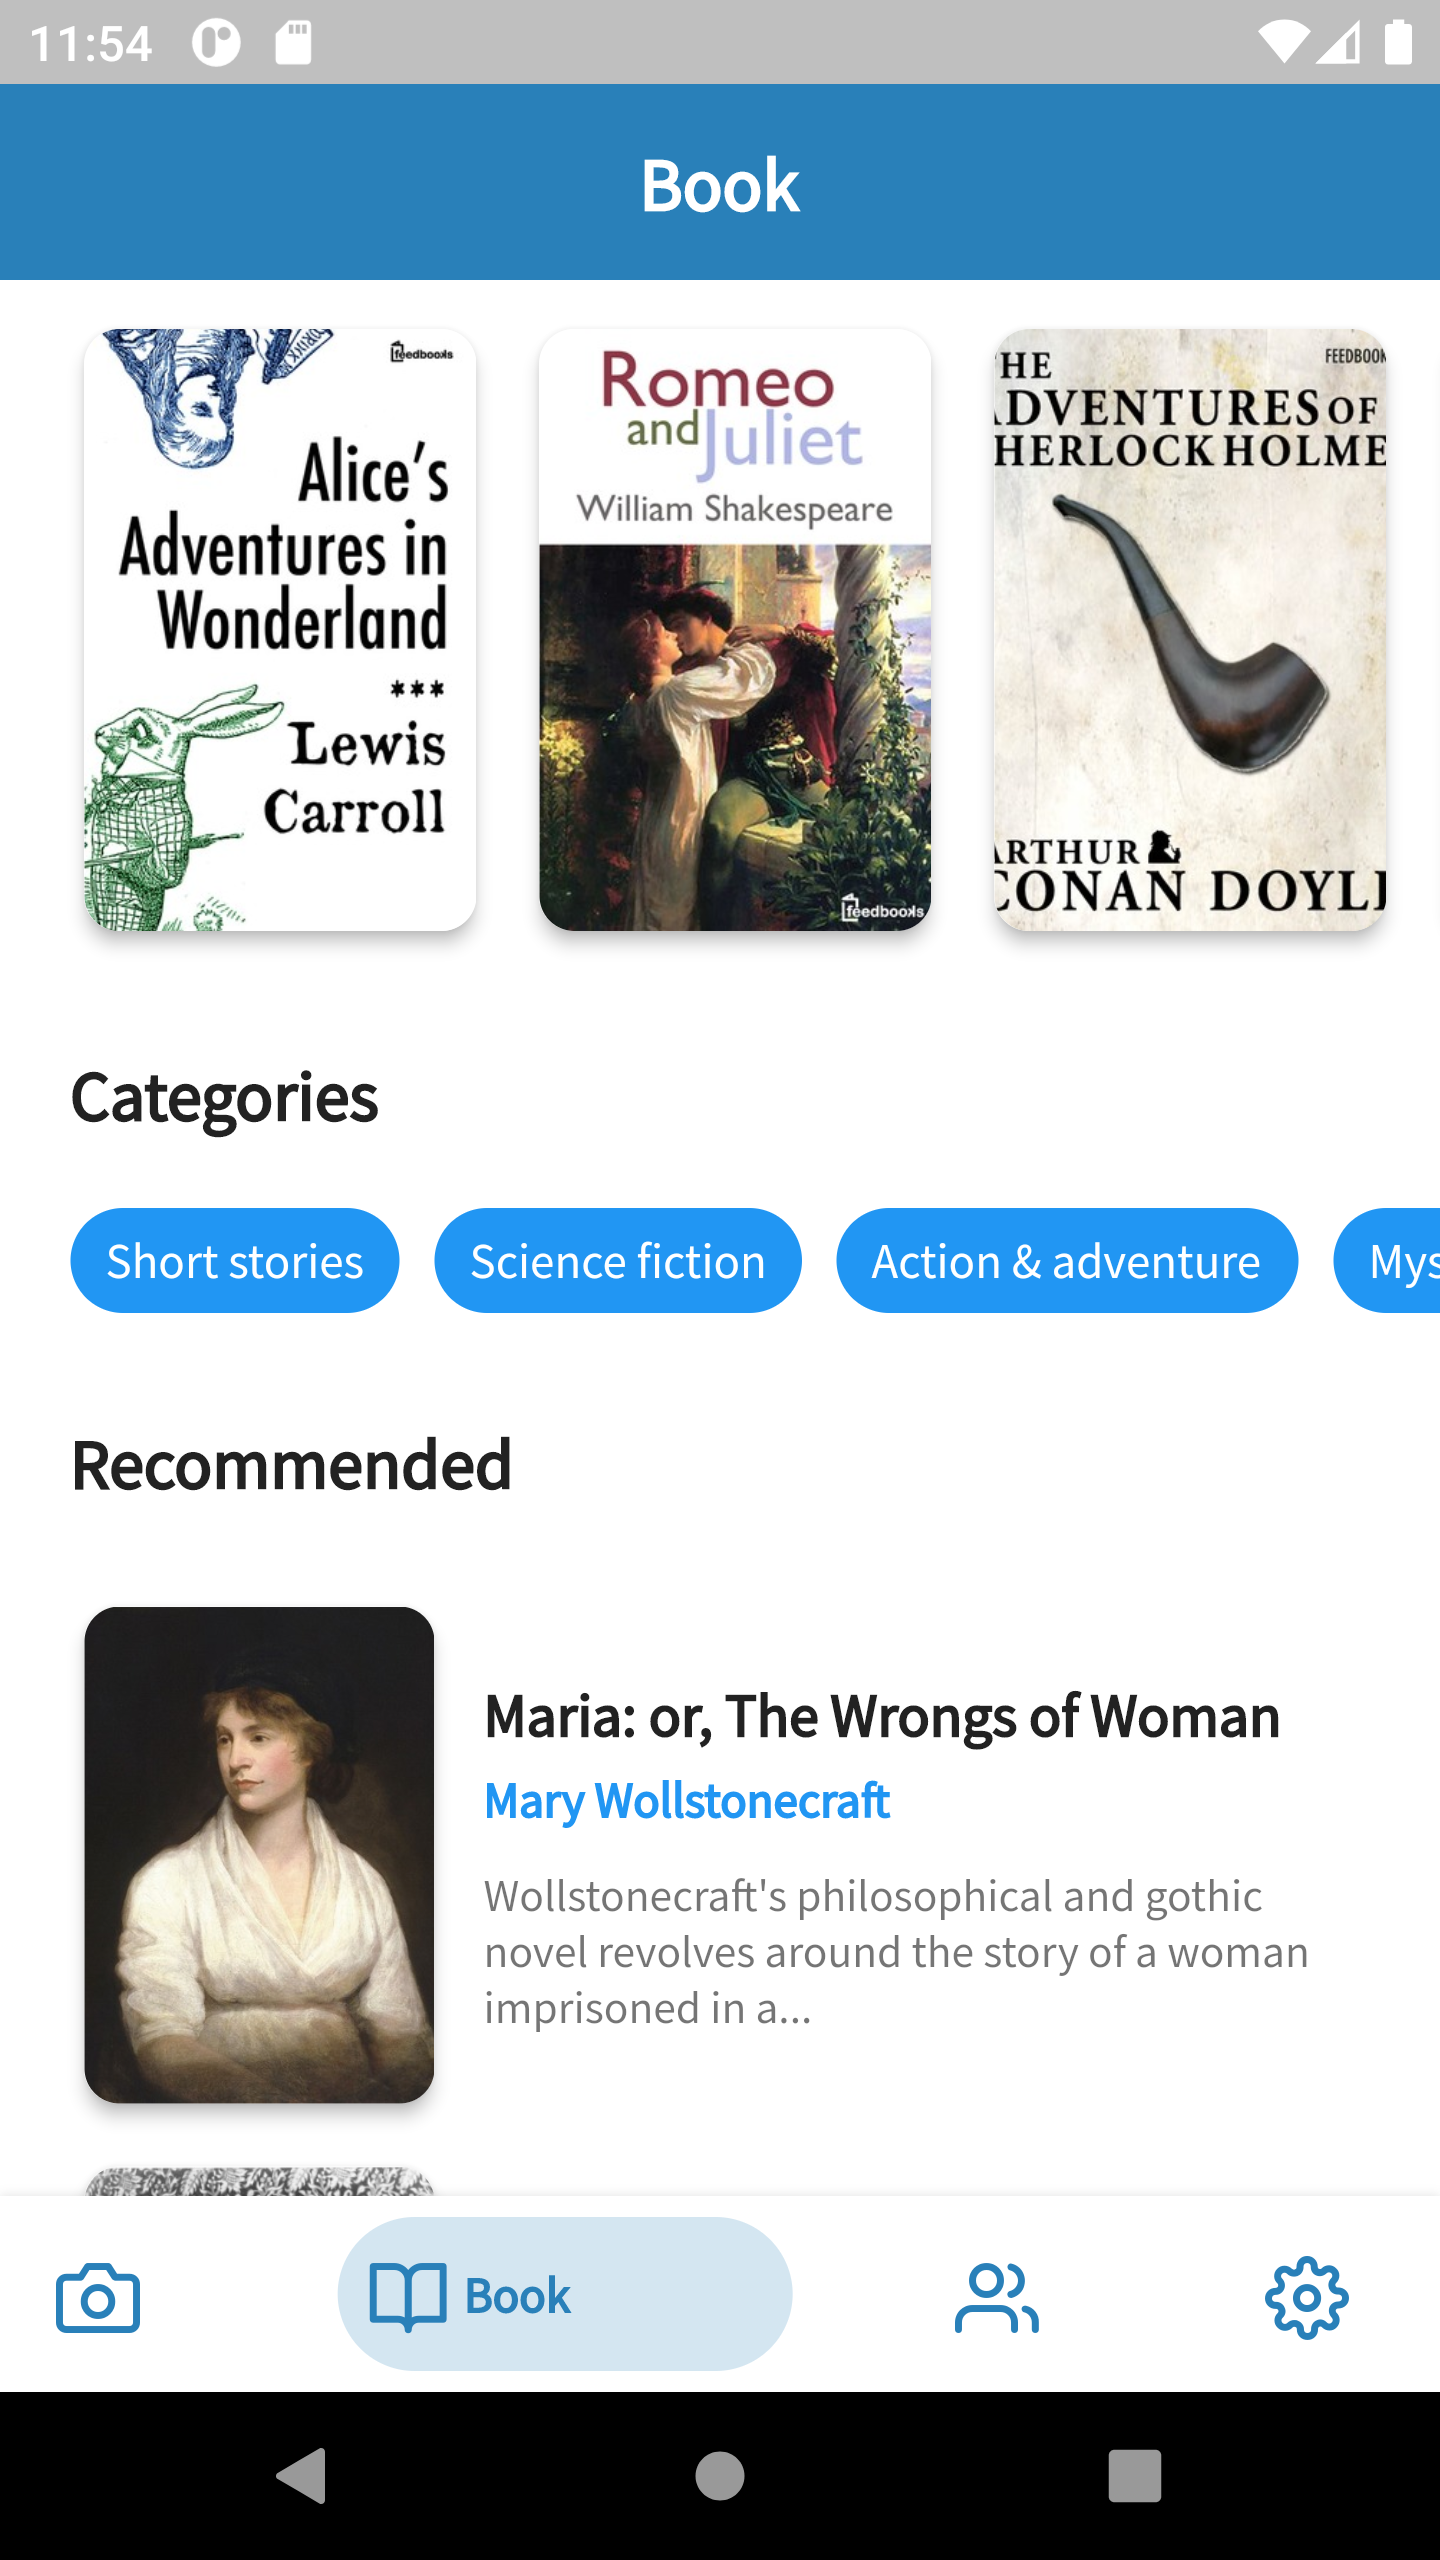 11:54
Book
feedbooks
Alice's
Adventures in
Wonderland
***
Lewis
Carroll
Romeo
and Juliet
William Shakespeare
feedbooks
HE
DVENTURES OF
HERLOCK HOLME
FEEDBOOK
ARTHUR
CONAN DOYL
Categories
Short stories
Science fiction
Action & adventure
Mys
Recommended
Maria: or, The Wrongs of Woman
Mary Wollstonecraft
Wollstonecraft's philosophical and gothic
novel revolves around the story of a woman
imprisoned in a...
Book